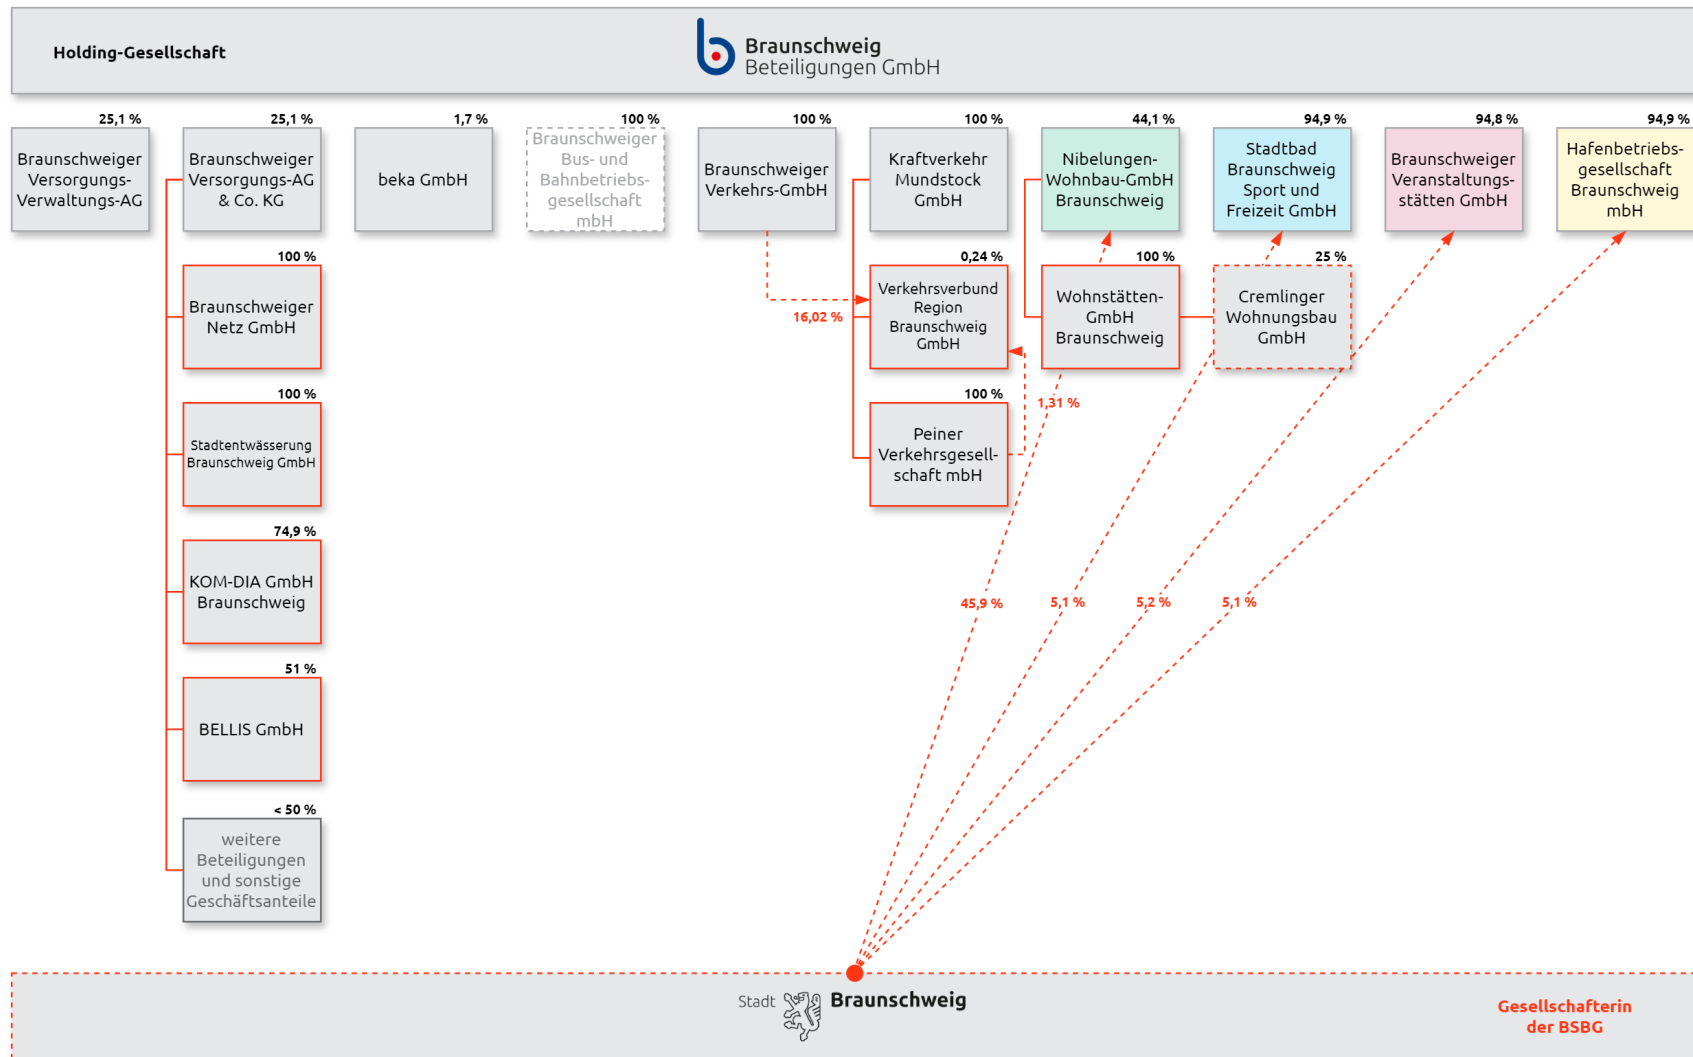 Holding-Gesellschaft
Braunschweig
Beteiligungen GmbH
25,1 %
Braunschweiger
Versorgungs-
Verwaltungs-AG
25,1 %
Braunschweiger
Versorgungs-AG
& Co. KG
1,7 %
beka GmbH
100 %
Braunschweiger
Bus- und
Bahnbetriebs-
gesellschaft
mbH
100 %
Braunschweiger
Verkehrs-GmbH
100 %
Kraftverkehr
Mundstock
GmbH
44,1 %
Nibelungen-
Wohnbau-GmbH
Braunschweig
94,9 %
Stadtbad
Braunschweig
Sport und
Freizeit GmbH
94,8 %
Braunschweiger
Veranstaltungs-
stätten GmbH
94,9 %
Hafenbetriebs-
gesellschaft
Braunschweig
mbH
100 %
Braunschweiger
Netz GmbH
16,02 %
0,24 %
Verkehrsverbund
Region
Braunschweig
GmbH
100 %
Wohnstätten-
GmbH
Braunschweig
25 %
Cremlinger
Wohnungsbau
GmbH
100 %
Stadtentwässerung
Braunschweig GmbH
100 %
Peiner
Verkehrsgesell-
schaft mbH
1,31 %
74,9 %
KOM-DIA GmbH
Braunschweig
45,9 %
5,1 %
5,2 %
5,1 %
51 %
BELLIS GmbH
< 50 %
weitere
Beteiligungen
und sonstige
Geschäftsanteile
Stadt Braunschweig
Gesellschafterin
der BSBG